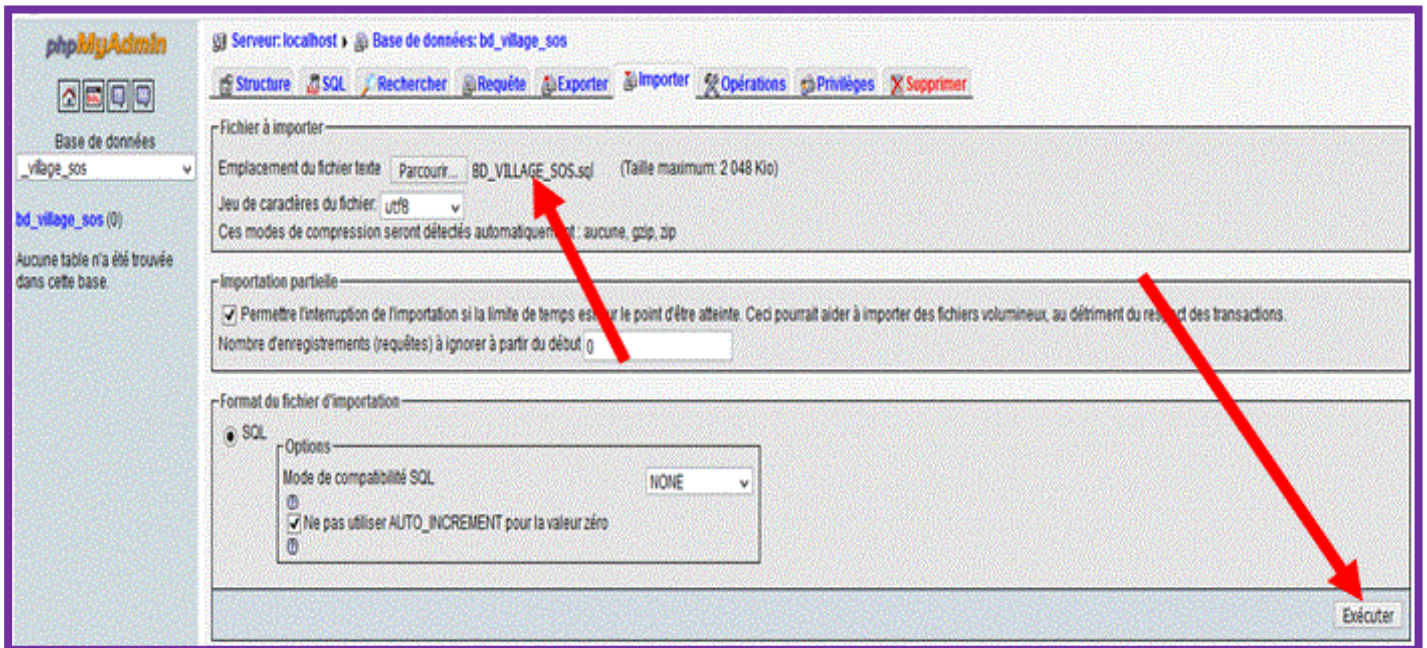 phpMyAdmin
Serveur: localhost ▸ Base de données: bd_village_sos
Structure SQL Rechercher Requête Exporter Importer Opérations Privilèges Supprimer
SQL
Base de données
_village_sos
bd_village_sos (0)
Aucune table n'a été trouvée
dans cette base.
Fichier à importer
Emplacement du fichier texte Parcourir... BD_VILLAGE_SOS.sql (Taille maximum: 2 048 Kio)
Jeu de caractères du fichier: utf8
Ces modes de compression seront détectés automatiquement : aucune, gzip, zip
Importation partielle
Permettre l'interruption de l'importation si la limite de temps est sur le point d'être atteinte. Ceci pourrait aider à importer des fichiers volumineux, au détriment du respect des transactions.
Nombre d'enregistrements (requêtes) à ignorer à partir du début 0
Format du fichier d'importation
SQL
Options
Mode de compatibilité SQL NONE
Ne pas utiliser AUTO_INCREMENT pour la valeur zéro
Exécuter